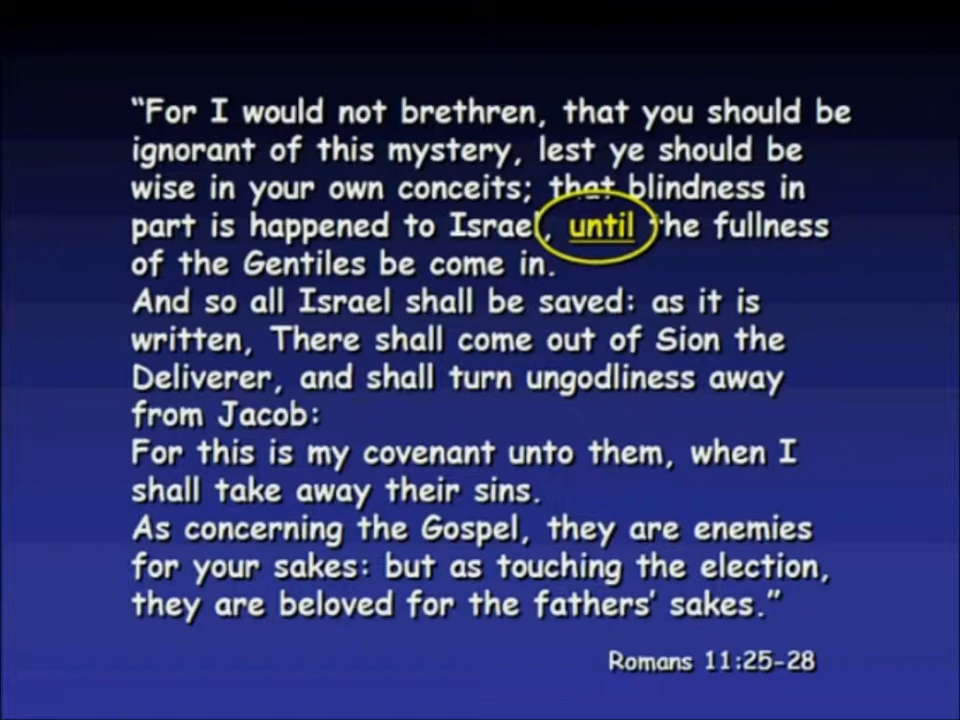 “For I would not brethren, that you should be
ignorant of this mystery, lest ye should be
wise in your own conceits; that blindness in
part is happened to Israel, until the fullness
of the Gentiles be come in.
And so all Israel shall be saved: as it is
written, There shall come out of Sion the
Deliverer, and shall turn ungodliness away
from Jacob:
For this is my covenant unto them, when I
shall take away their sins.
As concerning the Gospel, they are enemies
for your sakes: but as touching the election,
they are beloved for the fathers’ sakes.”
Romans 11:25-28